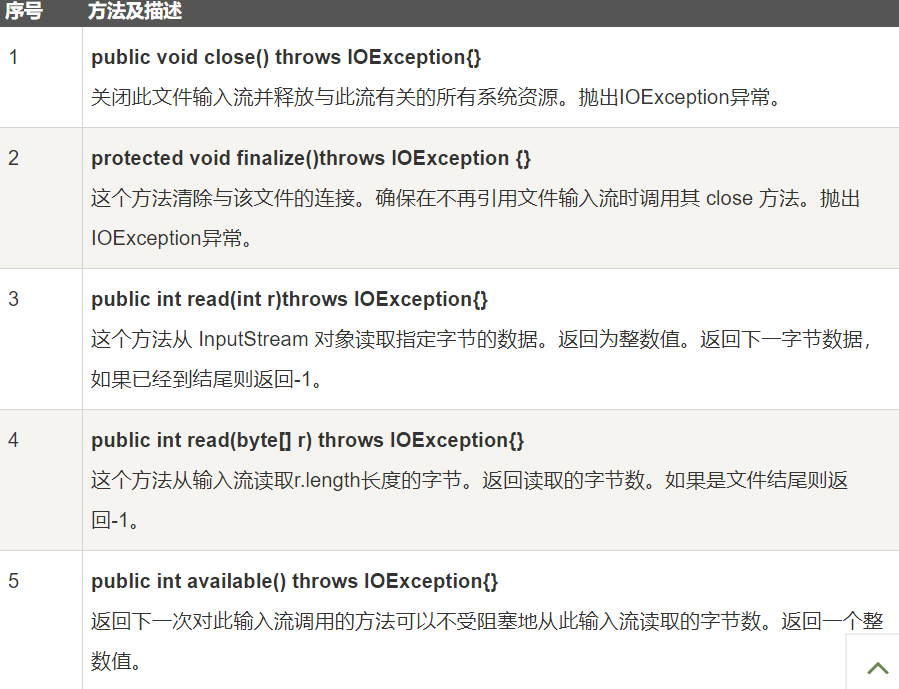 序号 方法及描述
1 public void close() throws IOException{}
关闭此文件输入流并释放与此流有关的所有系统资源。抛出IOException异常。
2 protected void finalize()throws IOException {}
这个方法清除与该文件的连接。确保在不再引用文件输入流时调用其 close 方法。抛出
IOException异常。
3 public int read(int r)throws IOException{}
这个方法从 InputStream 对象读取指定字节的数据。返回为整数值。返回下一字节数据，
如果已经到结尾则返回-1。
4 public int read(byte[] r) throws IOException{}
这个方法从输入流读取r.length长度的字节。返回读取的字节数。如果是文件结尾则返
回-1。
5 public int available() throws IOException{}
返回下一次对此输入流调用的方法可以不受阻塞地从此输入流读取的字节数。返回一个整
数值。